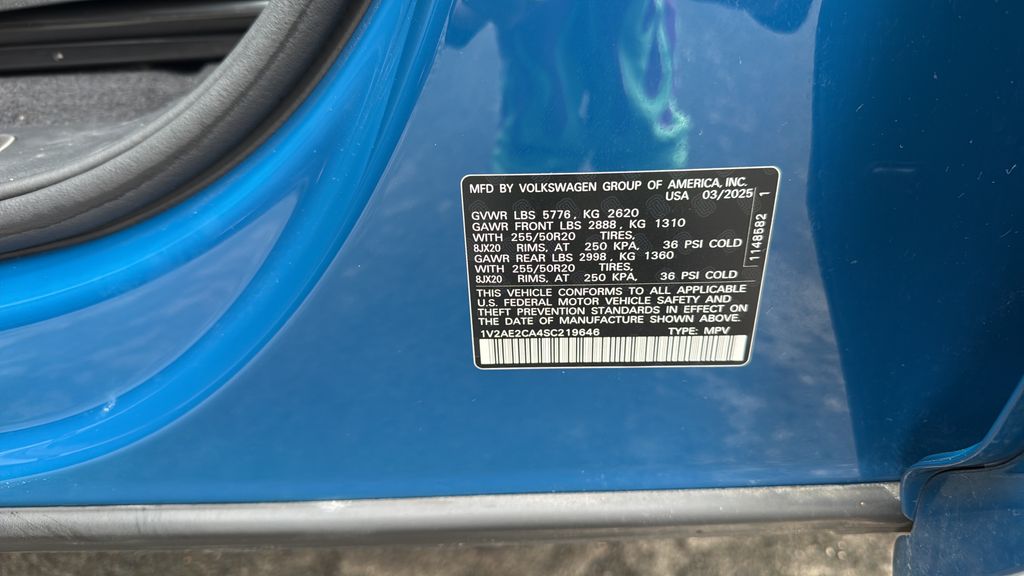 MFD BY VOLKSWAGEN GROUP OF AMERICA, INC.
USA 03/2025
GVWR LBS 5776, KG 2620
GAWR FRONT LBS 2888, KG 1310
WITH 255/50R20 TIRES,
8JX20 RIMS, AT 250 KPA, 36 PSI COLD
GAWR REAR LBS 2998, KG 1360
WITH 255/50R20 TIRES,
8JX20 RIMS, AT 250 KPA, 36 PSI COLD
THIS VEHICLE CONFORMS TO ALL APPLICABLE
U.S. FEDERAL MOTOR VEHICLE SAFETY AND
THEFT PREVENTION STANDARDS IN EFFECT ON
THE DATE OF MANUFACTURE SHOWN ABOVE.
1V2AE2CA4SC219646 TYPE: MPV
1148582 1